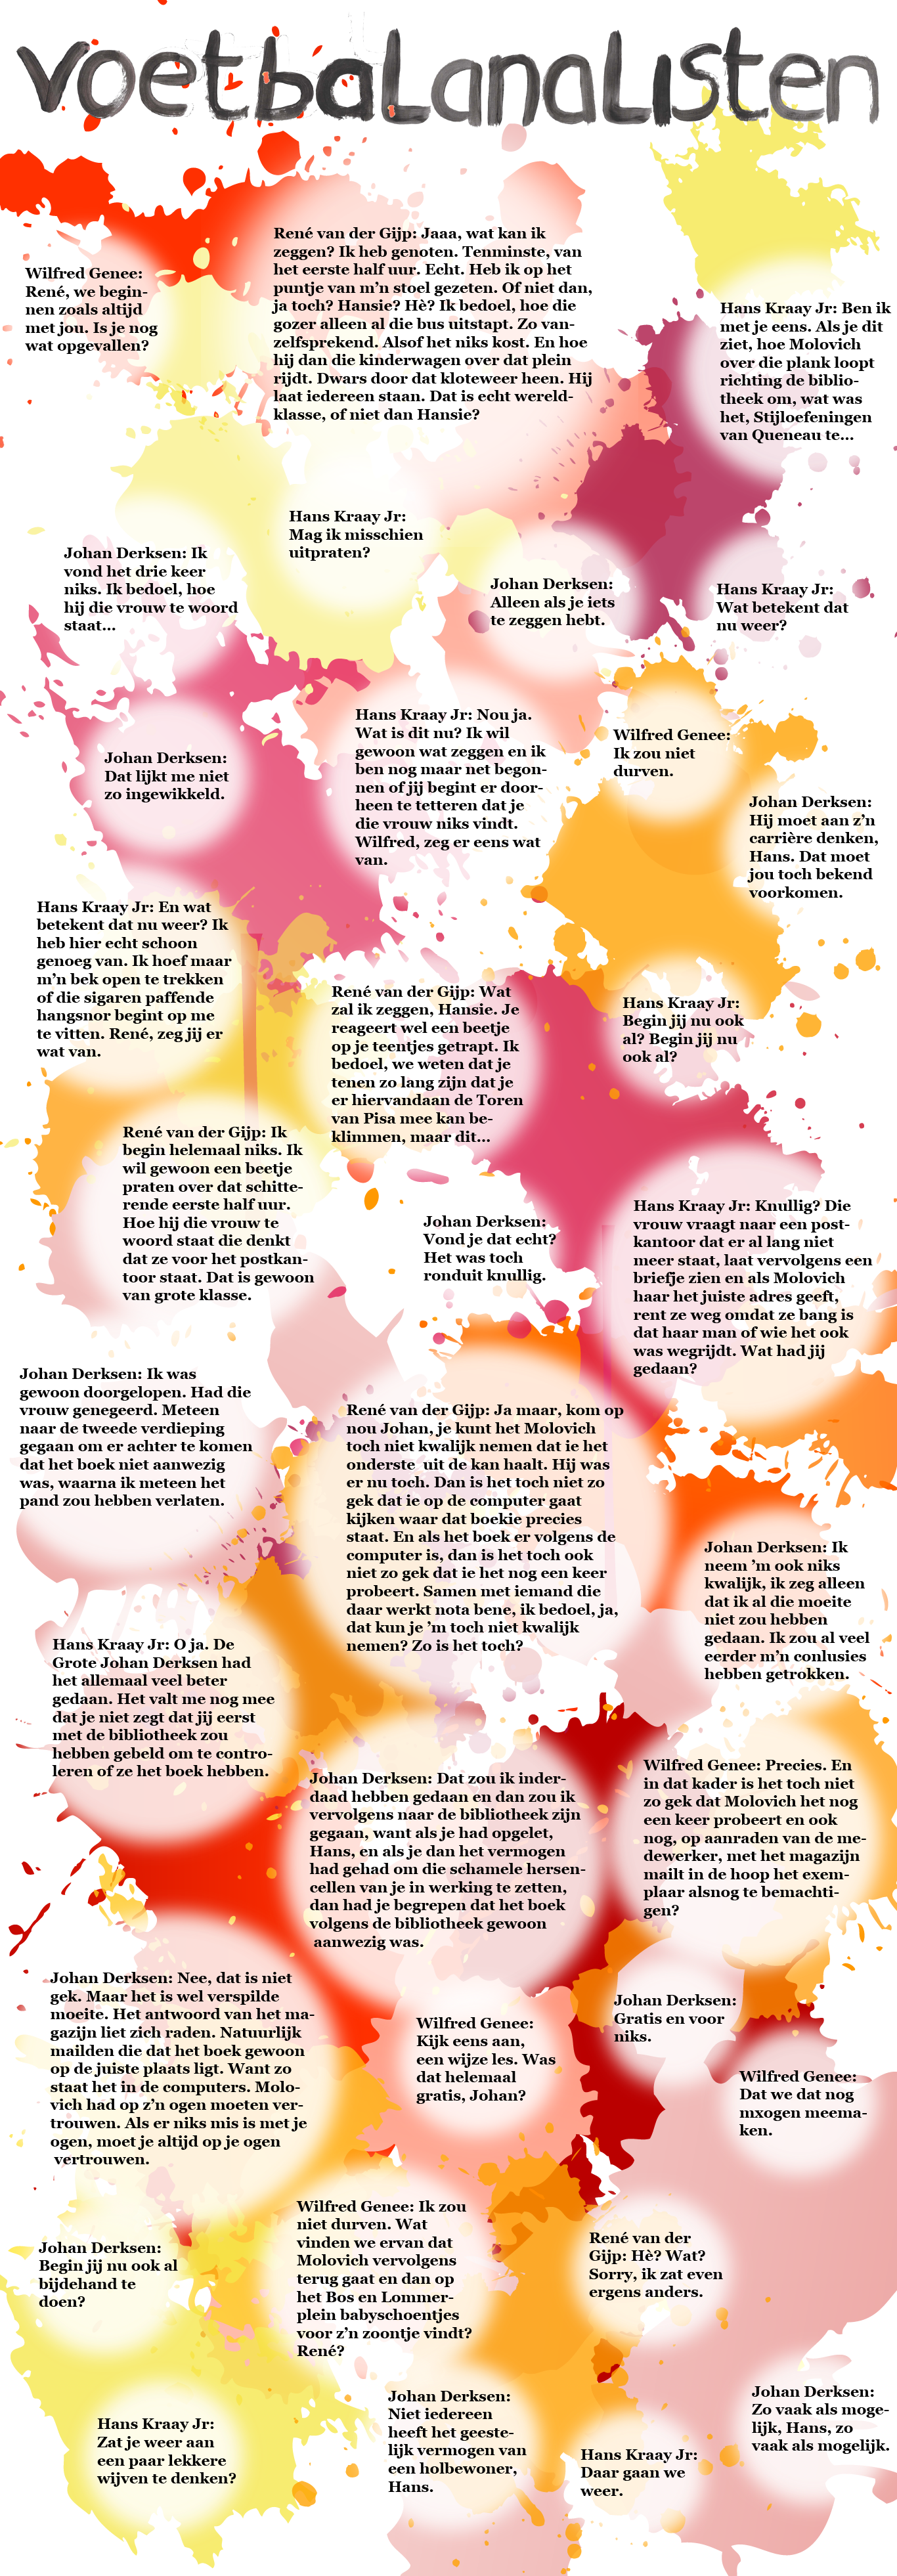 voetbalanalisten
Wilfred Genee:
René, we begin-
nen zoals altijd
met jou. Is je nog
wat opgevallen?
René van der Gijp: Jaaa, wat kan ik
zeggen? Ik heb genoten. Tenminste, van
het eerste half uur. Echt. Heb ik op het
puntje van m'n stoel gezeten. Of niet dan,
ja toch? Hansie? Hè? Ik bedoel, hoe die
gozer alleen al die bus uitstapt. Zo van-
zelfsprekend. Alsof het niks kost. En hoe
hij dan die kinderwagen over dat plein
rijdt. Dwars door dat kloteweer heen. Hij
laat iedereen staan. Dat is echt wereld-
klasse, of niet dan Hansie?
Hans Kraay Jr: Ben ik
met je eens. Als je dit
ziet, hoe Molovich
over die plank loopt
richting de biblio-
theek om, wat was
het, Stijloefeningen
van Queneau te...
Johan Derksen: Ik
vond het drie keer
niks. Ik bedoel, hoe
hij die vrouw te woord
staat...
Hans Kraay Jr:
Mag ik misschien
uitpraten?
Johan Derksen:
Alleen als je iets
te zeggen hebt.
Hans Kraay Jr:
Wat betekent dat
nu weer?
Johan Derksen:
Dat lijkt me niet
zo ingewikkeld.
Hans Kraay Jr: Nou ja.
Wat is dit nu? Ik wil
gewoon wat zeggen en ik
ben nog maar net begon-
nen of jij begint er door-
heen te tetteren dat je
die vrouw niks vindt.
Wilfred, zeg er eens wat
van.
Wilfred Genee:
Ik zou niet
durven.
Johan Derksen:
Hij moet aan z'n
carrière denken,
Hans. Dat moet
jou toch bekend
voorkomen.
Hans Kraay Jr: En wat
betekent dat nu weer? Ik
heb hier echt schoon
genoeg van. Ik hoef maar
m'n bek open te trekken
of die sigaren paffende
hangsnor begint op me
te vitten. René, zeg jij er
wat van.
René van der Gijp: Wat
zal ik zeggen, Hansie. Je
reageert wel een beetje
op je teentjes getrapt. Ik
bedoel, we weten dat je
tenen zo lang zijn dat je
er hiervandaan de Toren
van Pisa mee kan be-
klimmen, maar dit...
Hans Kraay Jr:
Begin jij nu ook
al? Begin jij nu
ook al?
René van der Gijp: Ik
begin helemaal niks. Ik
wil gewoon een beetje
praten over dat schitte-
rende eerste half uur.
Hoe hij die vrouw te
woord staat die denkt
dat ze voor het postkan-
toor staat. Dat is gewoon
van grote klasse.
Johan Derksen:
Vond je dat echt?
Het was toch
ronduit knullig.
Hans Kraay Jr: Knullig? Die
vrouw vraagt naar een post-
kantoor dat er al lang niet
meer staat, laat vervolgens een
briefje zien en als Molovich
haar het juiste adres geeft,
rent ze weg omdat ze bang is
dat haar man of wie het ook
was wegrijdt. Wat had jij
gedaan?
Johan Derksen: Ik was
gewoon doorgelopen. Had die
vrouw genegeerd. Meteen
naar de tweede verdieping
gegaan om er achter te komen
dat het boek niet aanwezig
was, waarna ik meteen het
pand zou hebben verlaten.
René van der Gijp: Ja maar, kom op
nou Johan, je kunt het Molovich
toch niet kwalijk nemen dat ie het
onderste uit de kan haalt. Hij was
er nu toch. Dan is het toch niet zo
gek dat ie op de computer gaat
kijken waar dat boekie precies
staat. En als het boek er volgens de
computer is, dan is het toch ook
niet zo gek dat ie het nog een keer
probeert. Samen met iemand die
daar werkt nota bene, ik bedoel, ja,
dat kun je 'm toch niet kwalijk
nemen? Zo is het toch?
Johan Derksen: Ik
neem 'm ook niks
kwalijk, ik zeg alleen
dat ik al die moeite
niet zou hebben
gedaan. Ik zou al veel
eerder m'n conlusies
hebben getrokken.
Hans Kraay Jr: O ja. De
Grote Johan Derksen had
het allemaal veel beter
gedaan. Het valt me nog mee
dat je niet zegt dat jij eerst
met de bibliotheek zou
hebben gebeld om te contro-
leren of ze het boek hebben.
Johan Derksen: Dat zou ik inder-
daad hebben gedaan en dan zou ik
vervolgens naar de bibliotheek zijn
gegaan, want als je had opgelet,
Hans, en als je dan het vermogen
had gehad om die schamele hersen-
cellen van je in werking te zetten,
dan had je begrepen dat het boek
volgens de bibliotheek gewoon
aanwezig was.
Wilfred Genee: Precies. En
in dat kader is het toch niet
zo gek dat Molovich het nog
een keer probeert en ook
nog, op aanraden van de me-
dewerker, met het magazijn
mailt in de hoop het exem-
plaar alsnog te bemachti-
gen?
Johan Derksen: Nee, dat is niet
gek. Maar het is wel verspilde
moeite. Het antwoord van het ma-
gazijn liet zich raden. Natuurlijk
mailden die dat het boek gewoon
op de juiste plaats ligt. Want zo
staat het in de computers. Molo-
vich had op z'n ogen moeten ver-
trouwen. Als er niks mis is met je
ogen, moet je altijd op je ogen
vertrouwen.
Wilfred Genee:
Kijk eens aan,
een wijze les. Was
dat helemaal
gratis, Johan?
Johan Derksen:
Gratis en voor
niks.
Wilfred Genee:
Dat we dat nog
mxogen meema-
ken.
Johan Derksen:
Begin jij nu ook al
bijdehand te
doen?
Wilfred Genee: Ik zou
niet durven. Wat
vinden we ervan dat
Molovich vervolgens
terug gaat en dan op
het Bos en Lommer-
plein babyschoentjes
voor z'n zoontje vindt?
René?
René van der
Gijp: Hè? Wat?
Sorry, ik zat even
ergens anders.
Hans Kraay Jr:
Zat je weer aan
een paar lekkere
wijven te denken?
Johan Derksen:
Niet iedereen
heeft het geeste-
lijk vermogen van
een holbewoner,
Hans.
Hans Kraay Jr:
Daar gaan we
weer.
Johan Derksen:
Zo vaak als moge-
lijk, Hans, zo
vaak als mogelijk.